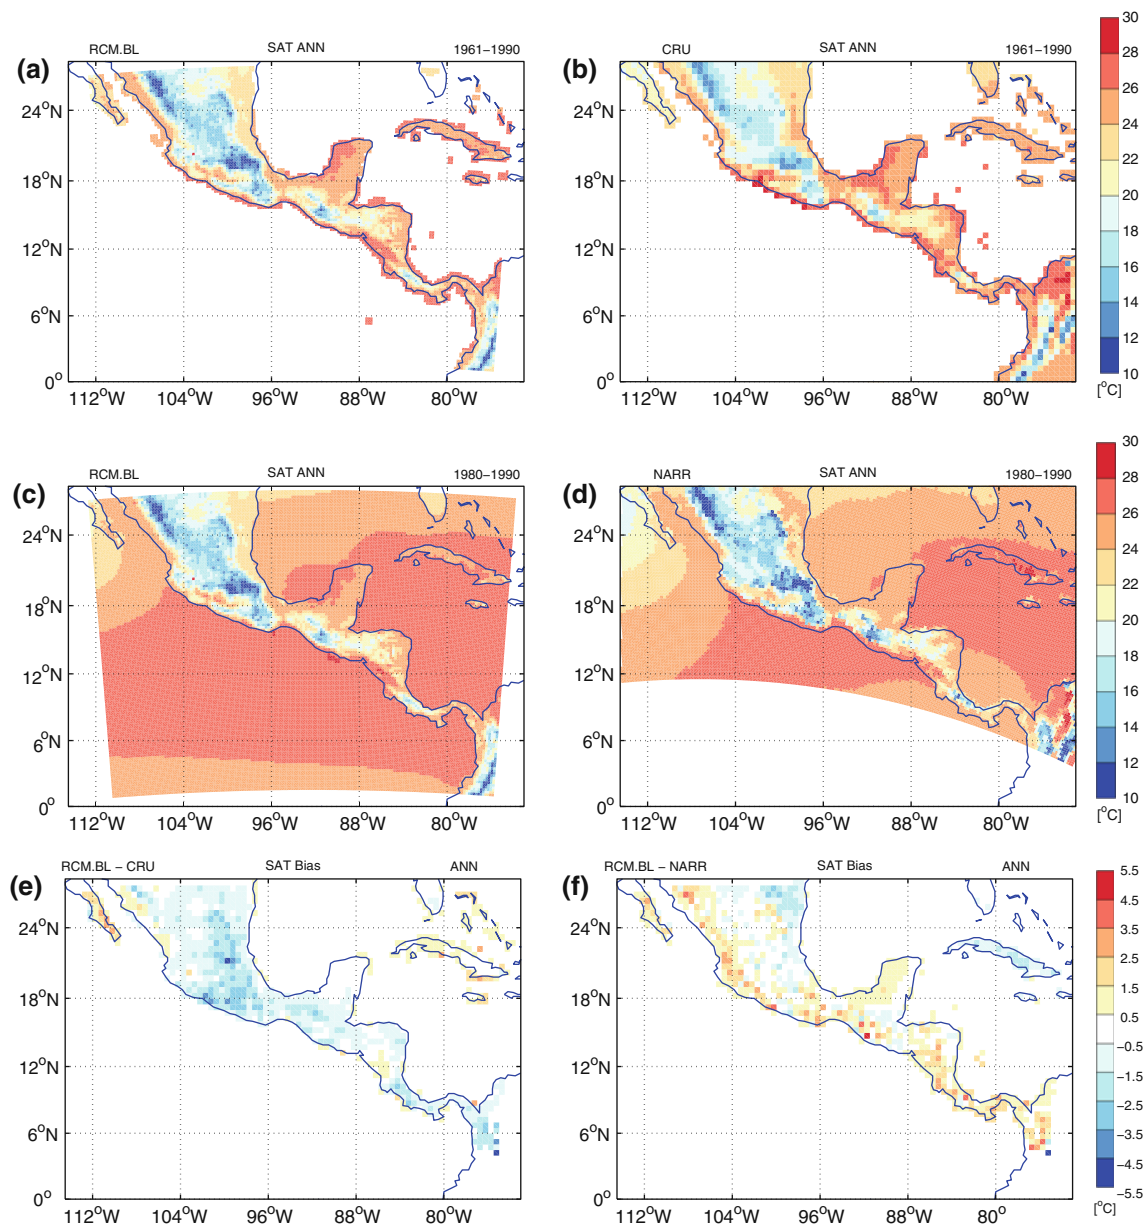 (a) RCM.BL SAT ANN 1961−1990
24°N
18°N
12°N
6°N
0°
112°W 104°W 96°W 88°W 80°W
(b) CRU SAT ANN 1961−1990
24°N
18°N
12°N
6°N
0°
112°W 104°W 96°W 88°W 80°W
30
28
26
24
22
20
18
16
14
12
10
[°C]
(c) RCM.BL SAT ANN 1980−1990
24°N
18°N
12°N
6°N
0°
112°W 104°W 96°W 88°W 80°W
(d) NARR SAT ANN 1980−1990
24°N
18°N
12°N
6°N
0°
112°W 104°W 96°W 88°W 80°W
30
28
26
24
22
20
18
16
14
12
10
[°C]
(e) RCM.BL − CRU SAT Bias ANN
24°N
18°N
12°N
6°N
0°
112°W 104°W 96°W 88°W 80°W
(f) RCM.BL − NARR SAT Bias ANN
24°N
18°N
12°N
6°N
0°
112°W 104°W 96°W 88°W 80°
5.5
4.5
3.5
2.5
1.5
0.5
−0.5
−1.5
−2.5
−3.5
−4.5
−5.5
[°C]